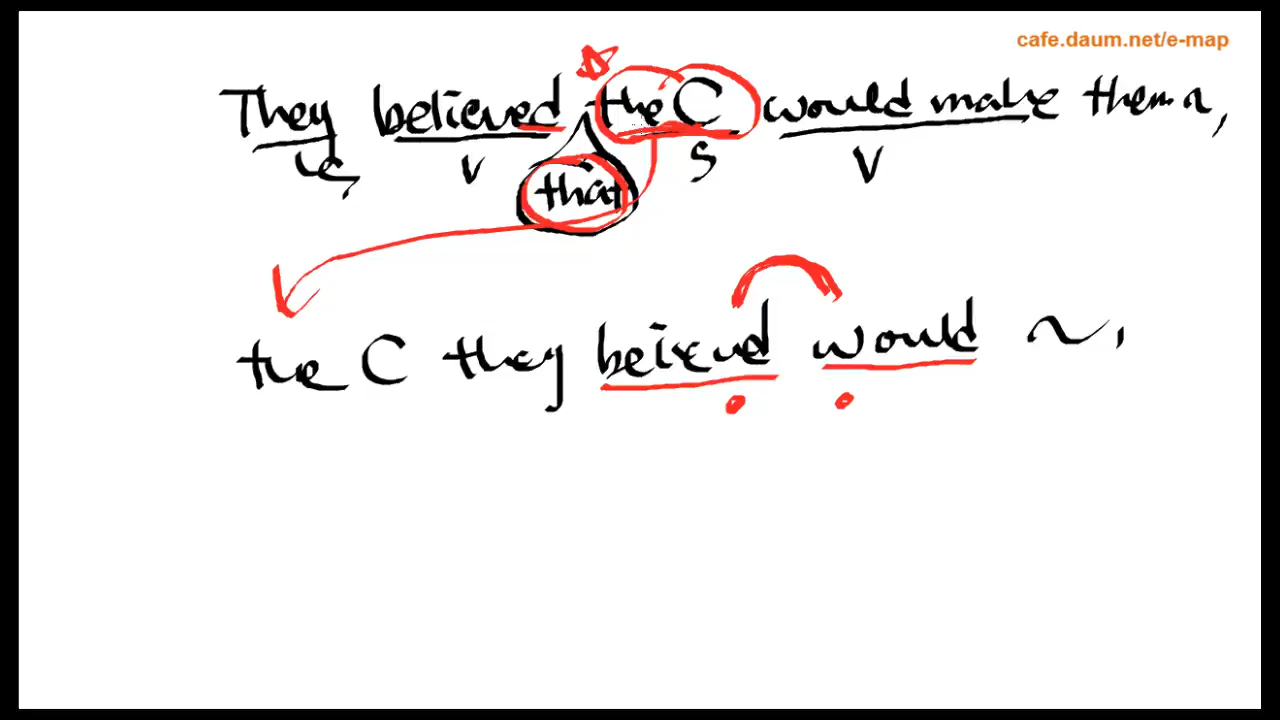 cafe.daum.net/e-map
They believed the C would make them ~,
V S V
that
the C they believed would ~.